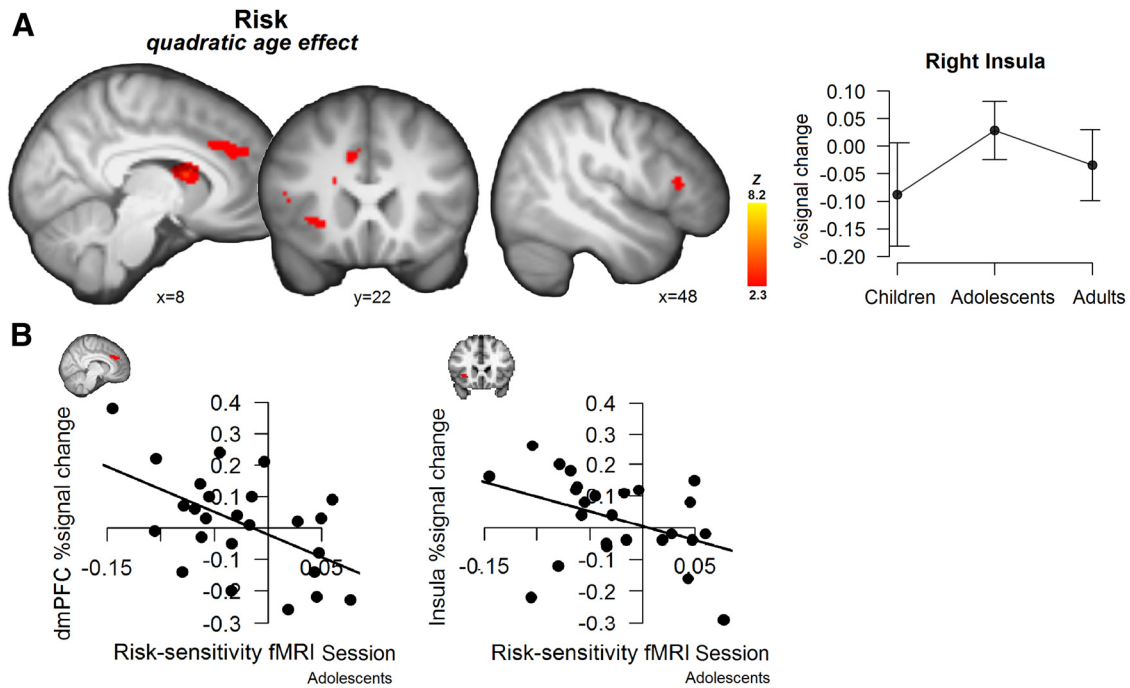 A
Risk
quadratic age effect
x=8
y=22
x=48
z
8.2
2.3
Right Insula
%signal change
0.10
0.05
0.00
-0.05
-0.10
-0.15
-0.20
Children Adolescents Adults
B
dmPFC %signal change
0.4
0.3
0.2
0.1
-0.1
-0.2
-0.3
-0.15
0.05
Risk-sensitivity fMRI Session
Adolescents
Insula %signal change
0.4
0.3
0.2
0.1
-0.1
-0.2
-0.3
-0.15
0.05
Risk-sensitivity fMRI Session
Adolescents